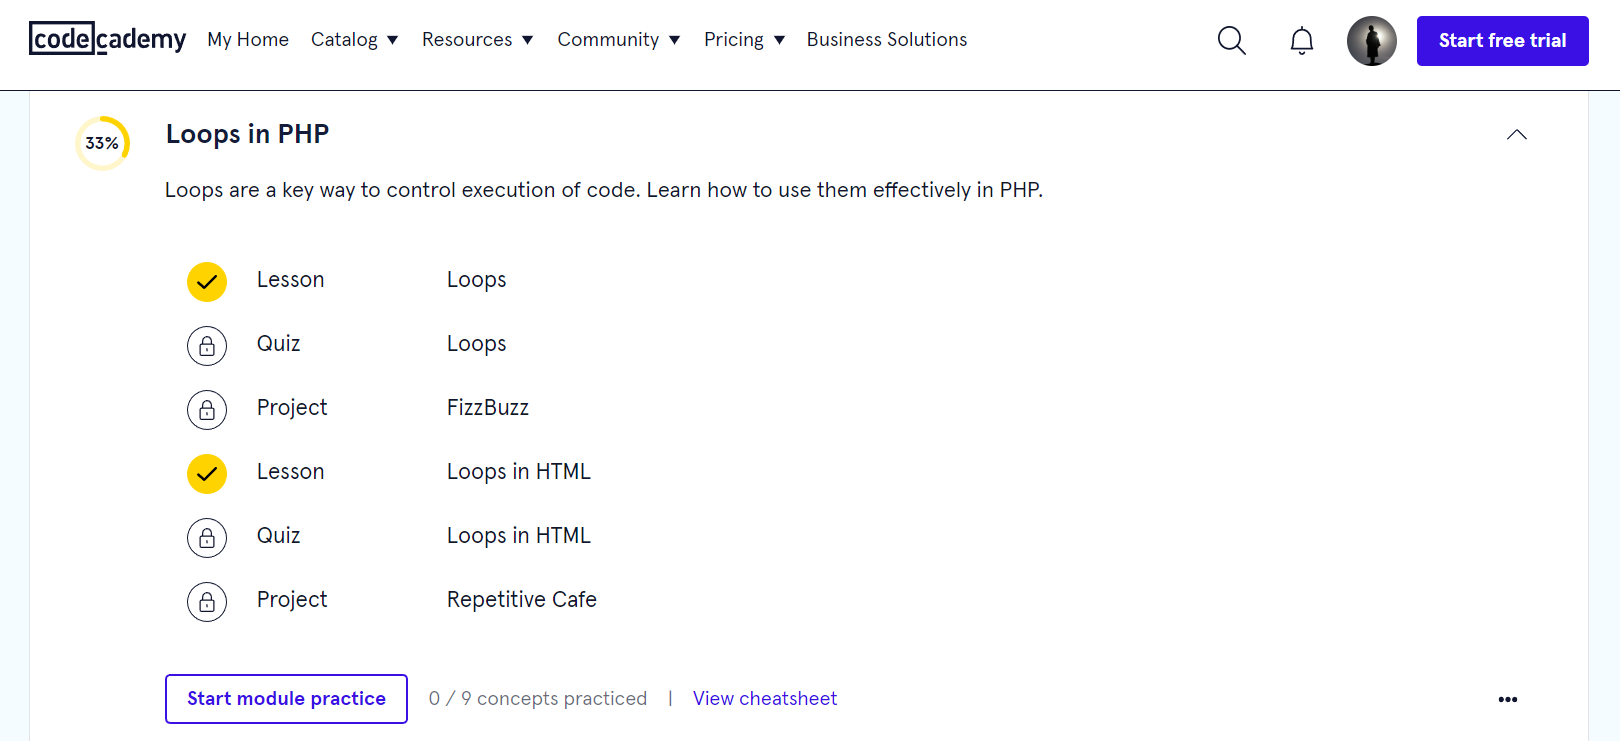 codecademy My Home Catalog Resources Community Pricing Business Solutions Start free trial
33% Loops in PHP
Loops are a key way to control execution of code. Learn how to use them effectively in PHP.
Lesson Loops
Quiz Loops
Project FizzBuzz
Lesson Loops in HTML
Quiz Loops in HTML
Project Repetitive Cafe
Start module practice 0 / 9 concepts practiced | View cheatsheet